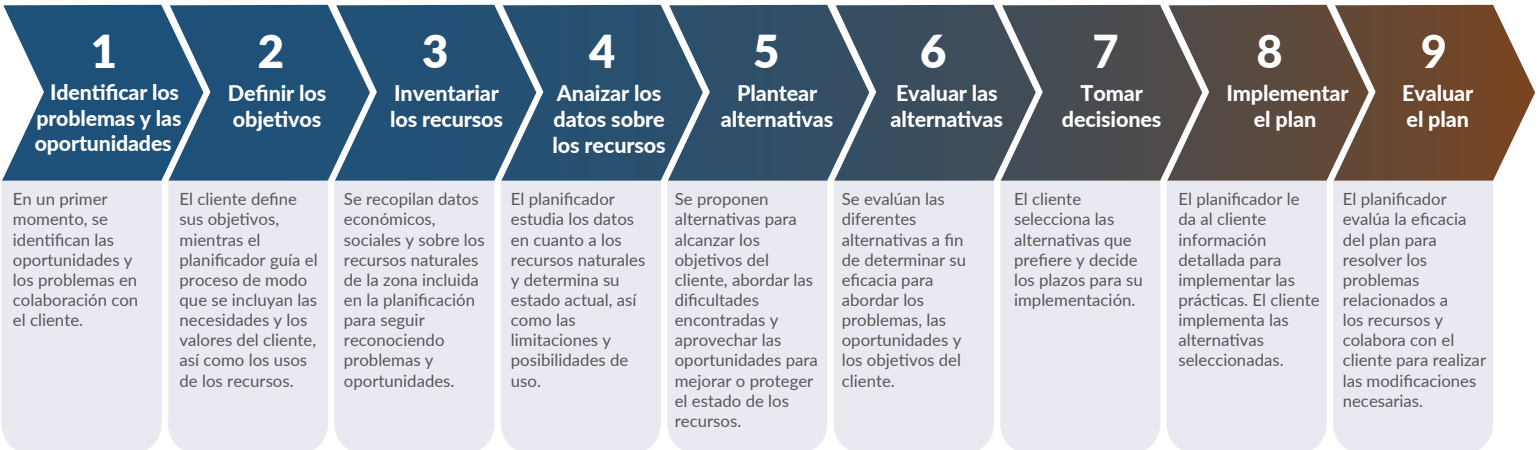 1
Identificar los
problemas y las
oportunidades
En un primer
momento, se
identifican las
oportunidades y
los problemas en
colaboración con
el cliente.
2
Definir los
objetivos
El cliente define
sus objetivos,
mientras el
planificador guía el
proceso de modo
que se incluyan las
necesidades y los
valores del cliente,
así como los usos
de los recursos.
3
Inventariar
los recursos
Se recopilan datos
económicos,
sociales y sobre los
recursos naturales
de la zona incluida
en la planificación
para seguir
reconociendo
problemas y
oportunidades.
4
Anaizar los
datos sobre
los recursos
El planificador
estudia los datos
en cuanto a los
recursos naturales
y determina su
estado actual, así
como las
limitaciones y
posibilidades de
uso.
5
Plantear
alternativas
Se proponen
alternativas para
alcanzar los
objetivos del
cliente, abordar las
dificultades
encontradas y
aprovechar las
oportunidades para
mejorar o proteger
el estado de los
recursos.
6
Evaluar las
alternativas
Se evalúan las
diferentes
alternativas a fin
de determinar su
eficacia para
abordar los
problemas, las
oportunidades y
los objetivos del
cliente.
7
Tomar
decisiones
El cliente
selecciona las
alternativas que
prefiere y decide
los plazos para su
implementación.
8
Implementar
el plan
El planificador le
da al cliente
información
detallada para
implementar las
prácticas. El cliente
implementa las
alternativas
seleccionadas.
9
Evaluar
el plan
El planificador
evalúa la eficacia
del plan para
resolver los
problemas
relacionados a
los recursos y
colabora con el
cliente para realizar
las modificaciones
necesarias.